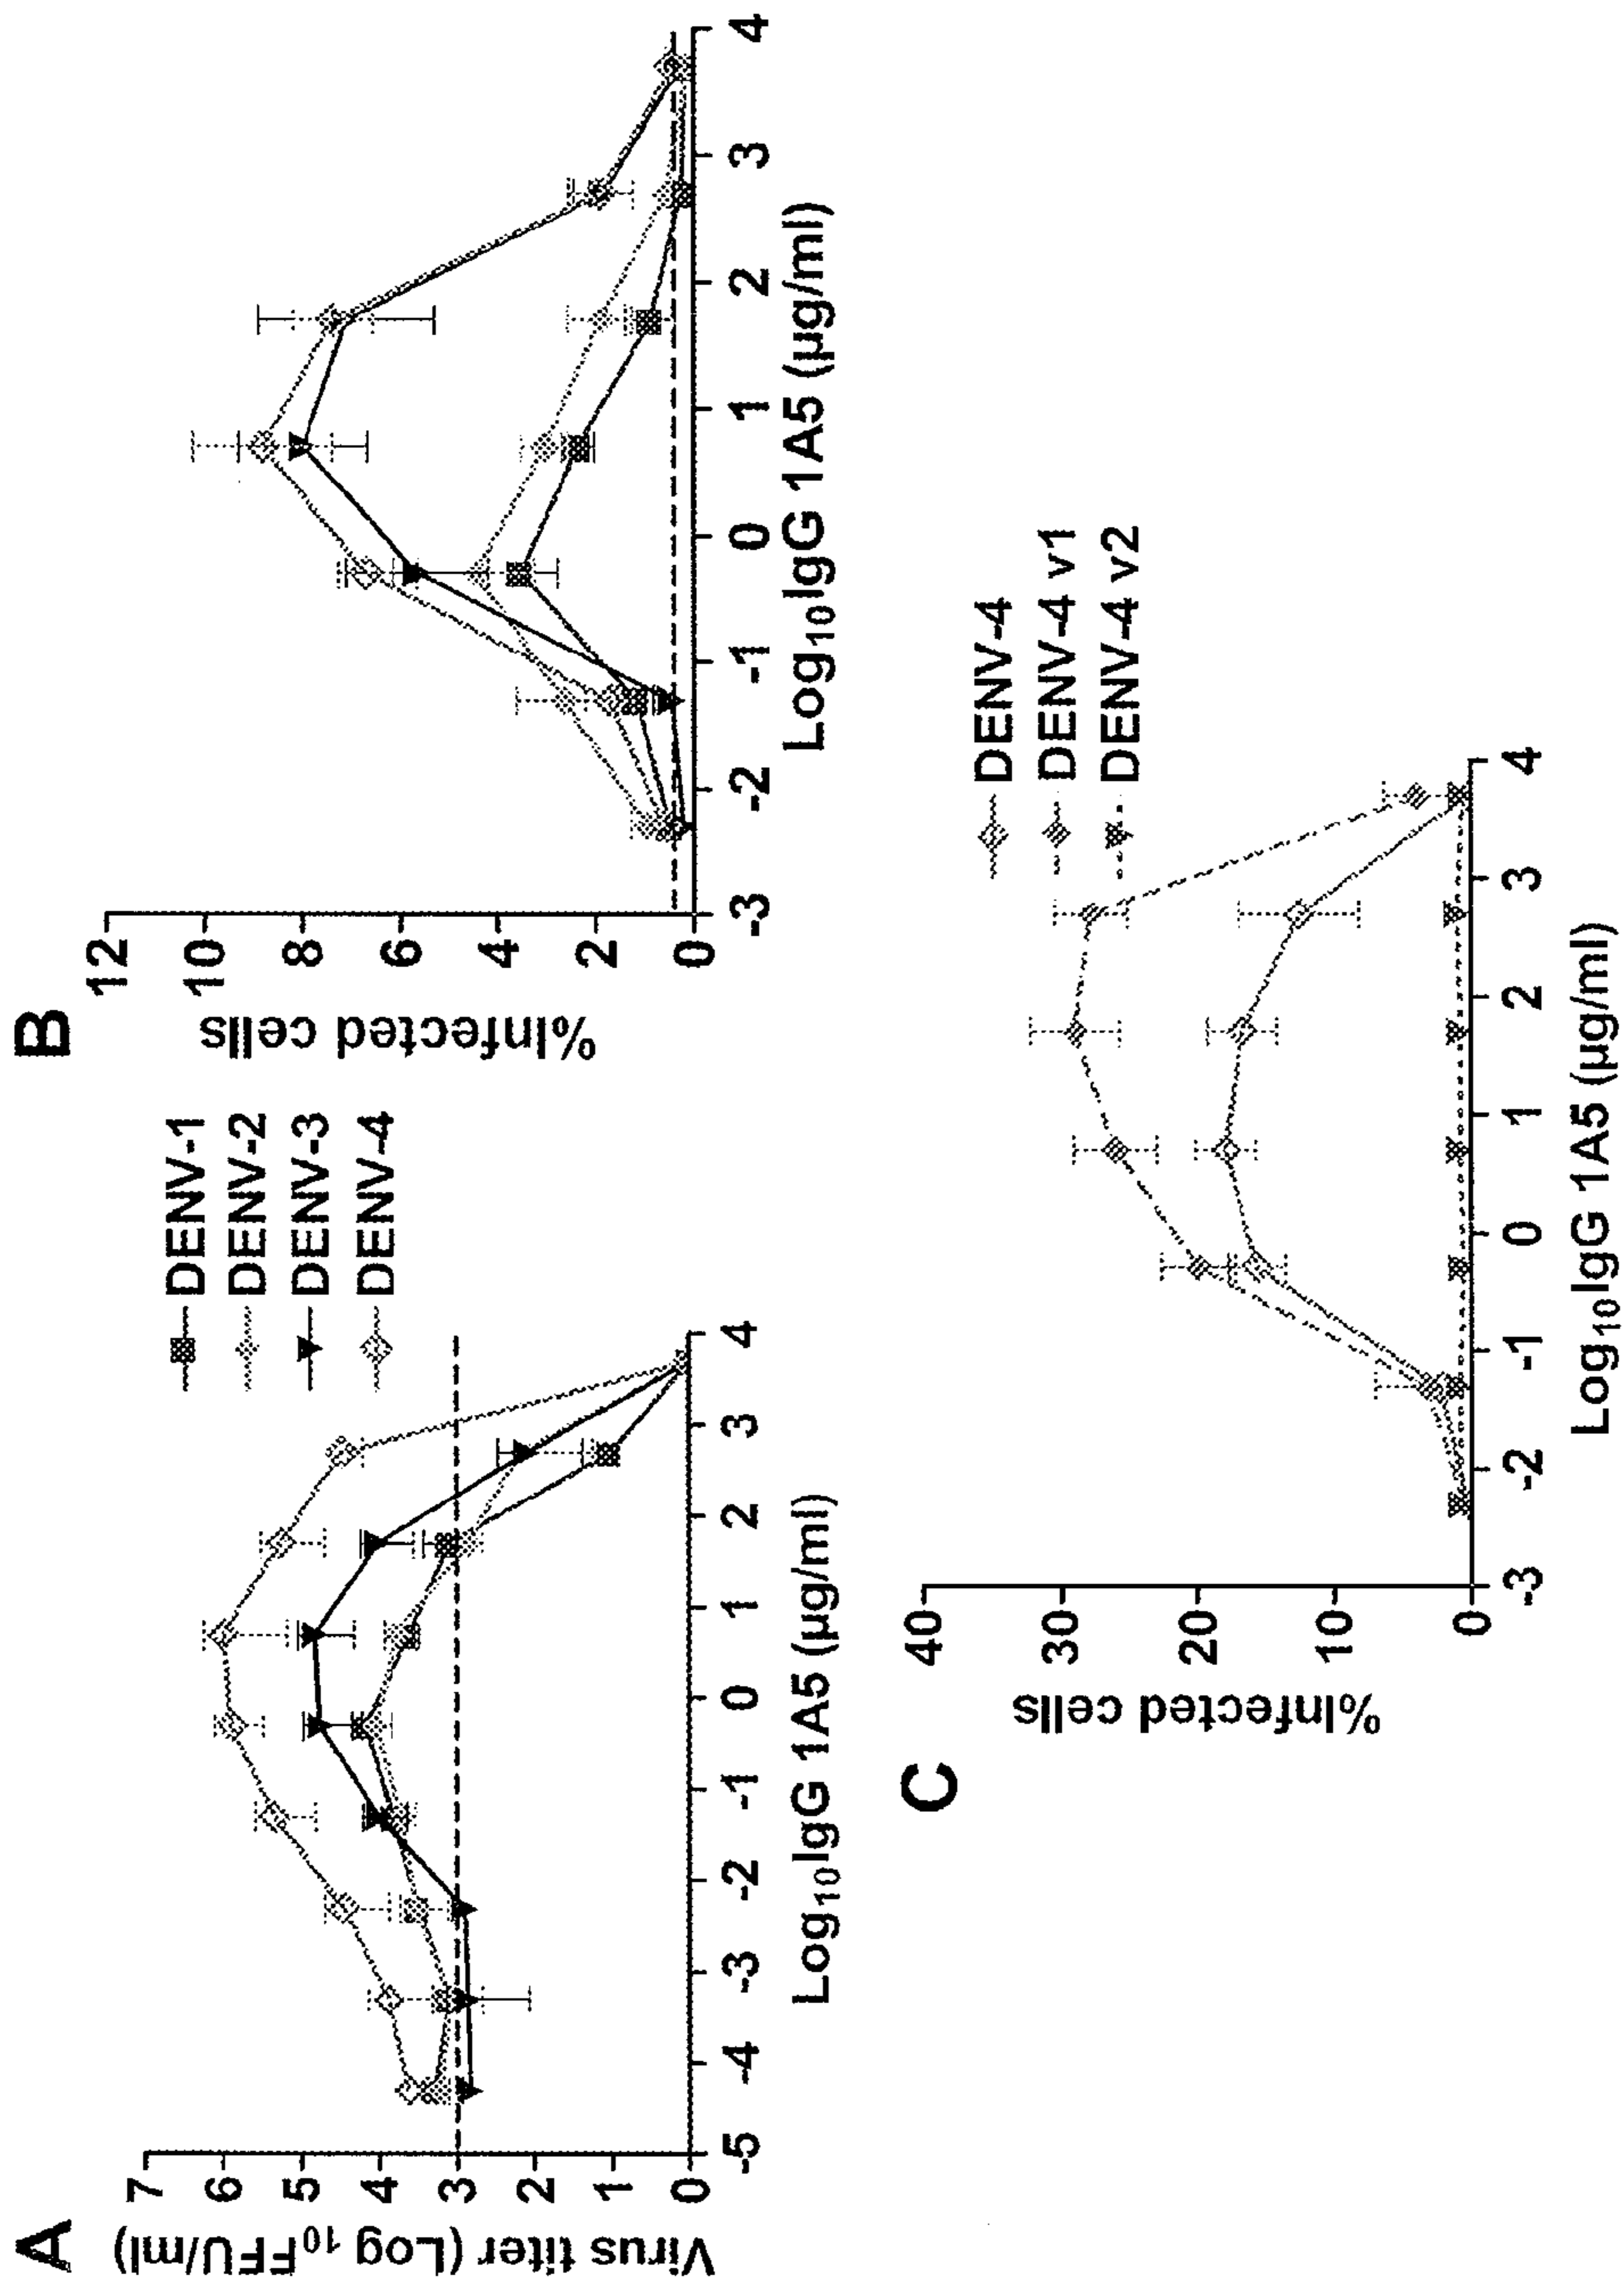 A
Virus titer (Log10FFU/ml)
7
6
5
4
3
2
1
0
-5
-4
-3
-2
-1
0
1
2
3
4
Log10IgG 1A5 (µg/ml)
DENV-1
DENV-2
DENV-3
DENV-4
B
%Infected cells
12
10
8
6
4
2
0
-3
-2
-1
0
1
2
3
4
Log10IgG 1A5 (µg/ml)
C
%Infected cells
40
30
20
10
0
-3
-2
-1
0
1
2
3
4
Log10IgG 1A5 (µg/ml)
DENV-4
DENV-4 v1
DENV-4 v2